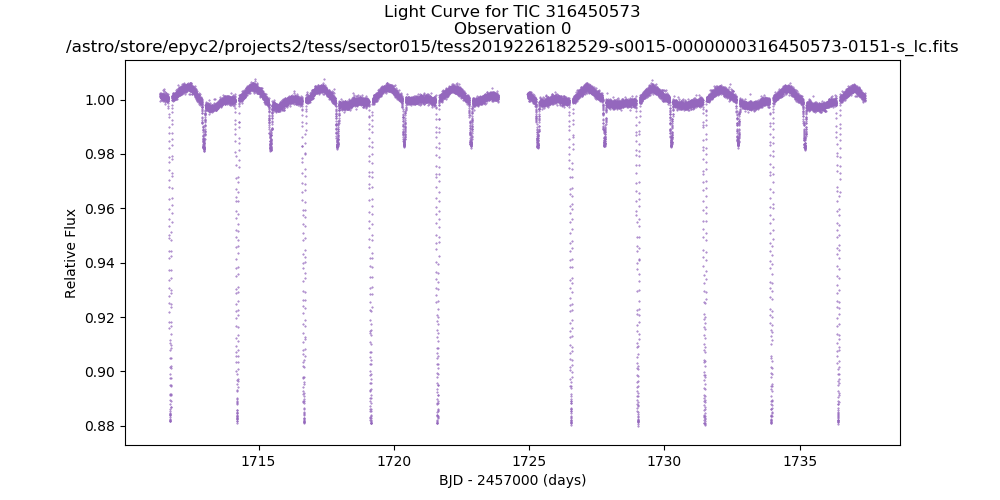 Light Curve for TIC 316450573
Observation 0
/astro/store/epyc2/projects2/tess/sector015/tess2019226182529-s0015-0000000316450573-0151-s_lc.fits
Relative Flux
1.00
0.98
0.96
0.94
0.92
0.90
0.88
1715 1720 1725 1730 1735
BJD - 2457000 (days)